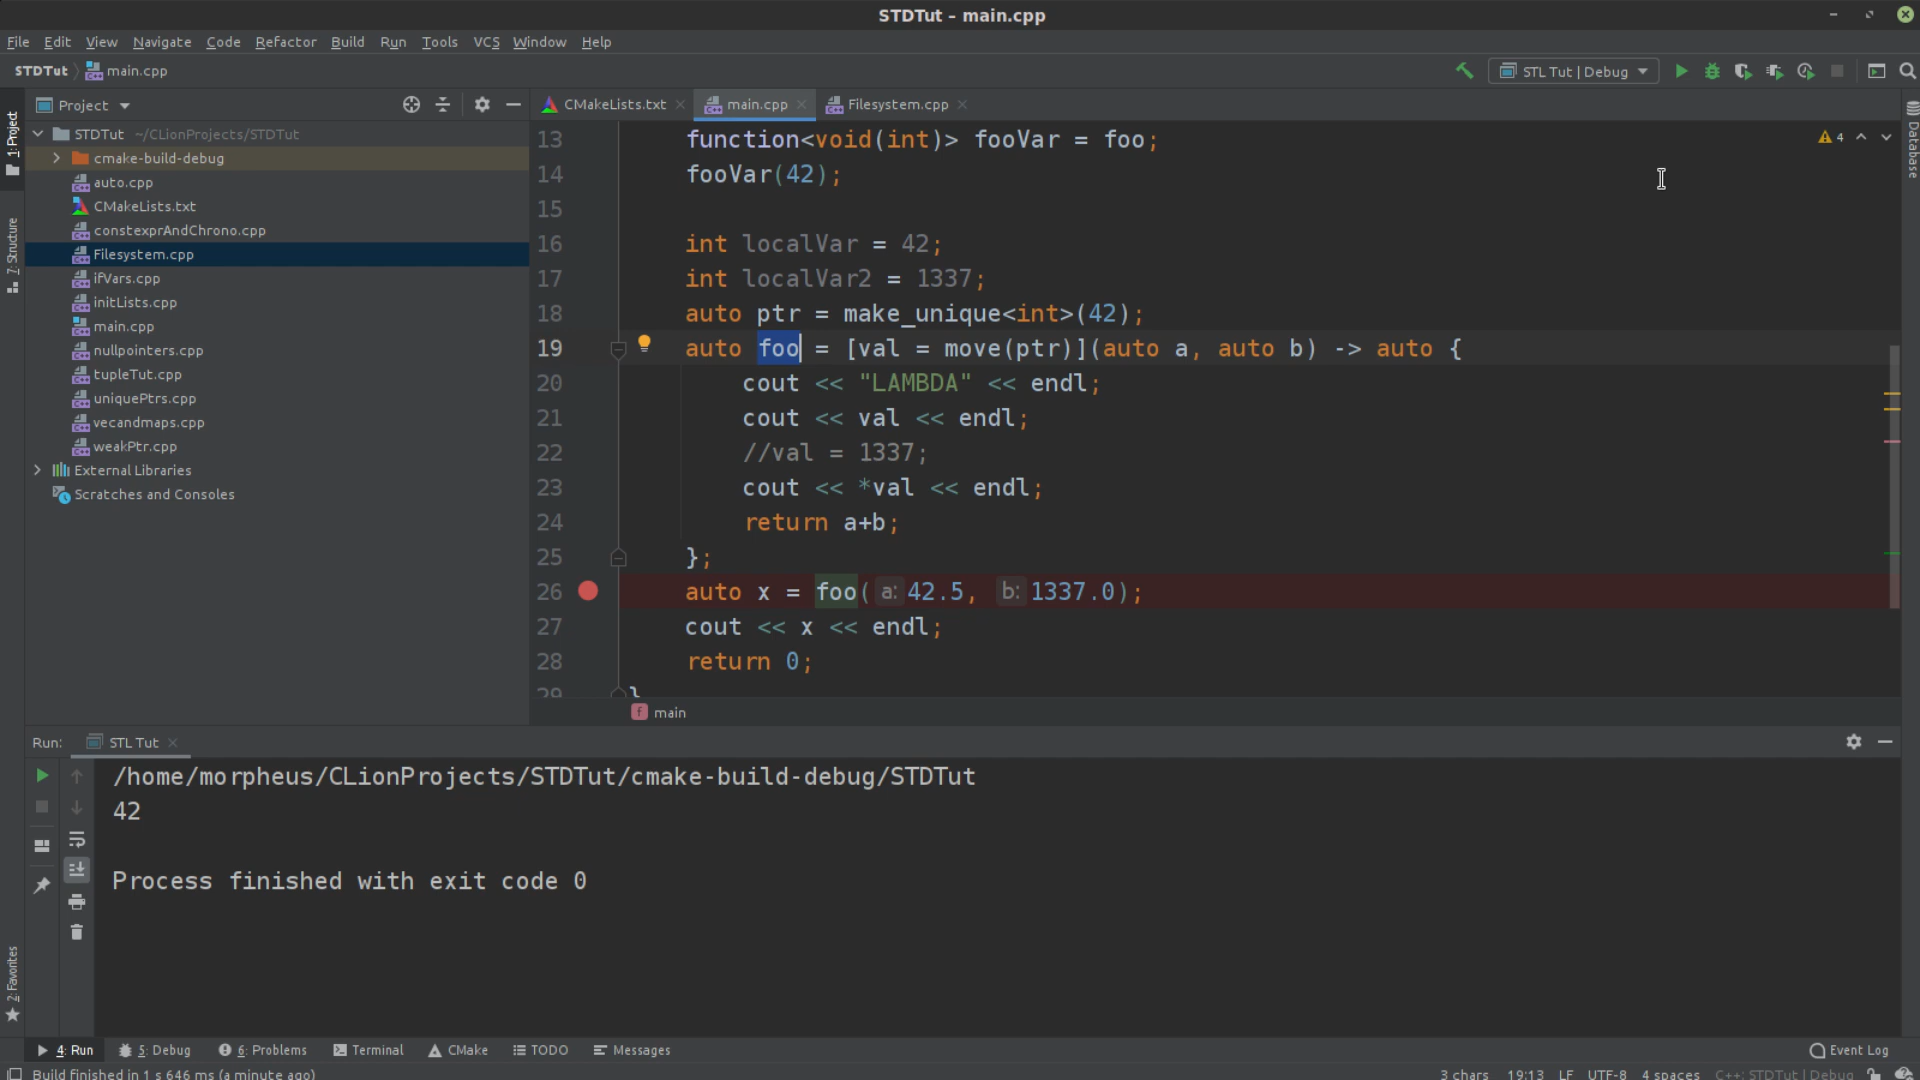 STDTut – main.cpp
File Edit View Navigate Code Refactor Build Run Tools VCS Window Help
STDTut main.cpp
STL Tut | Debug
1: Project
7: Structure
2: Favorites
Database
Project
STDTut ~/CLionProjects/STDTut
cmake-build-debug
auto.cpp
CMakeLists.txt
constexprAndChrono.cpp
Filesystem.cpp
ifVars.cpp
initLists.cpp
main.cpp
nullpointers.cpp
tupleTut.cpp
uniquePtrs.cpp
vecandmaps.cpp
weakPtr.cpp
External Libraries
Scratches and Consoles
CMakeLists.txt main.cpp Filesystem.cpp
4
13 function<void(int)> fooVar = foo;
14 fooVar(42);
15
16 int localVar = 42;
17 int localVar2 = 1337;
18 auto ptr = make_unique<int>(42);
19 auto foo = [val = move(ptr)](auto a, auto b) -> auto {
20 cout << "LAMBDA" << endl;
21 cout << val << endl;
22 //val = 1337;
23 cout << *val << endl;
24 return a+b;
25 };
26 auto x = foo( a: 42.5, b: 1337.0);
27 cout << x << endl;
28 return 0;
29 }
f main
Run: STL Tut
/home/morpheus/CLionProjects/STDTut/cmake-build-debug/STDTut
42
Process finished with exit code 0
4: Run 5: Debug 6: Problems Terminal CMake TODO Messages Event Log
Build finished in 1 s 646 ms (a minute ago) 3 chars 19:13 LF UTF-8 4 spaces C++: STDTut | Debug